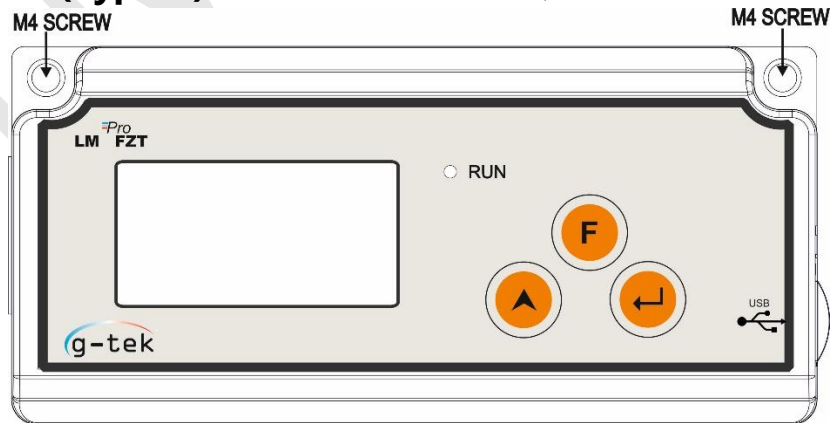 M4 SCREW
M4 SCREW
Pro
LM FZT
RUN
F
USB
g-tek